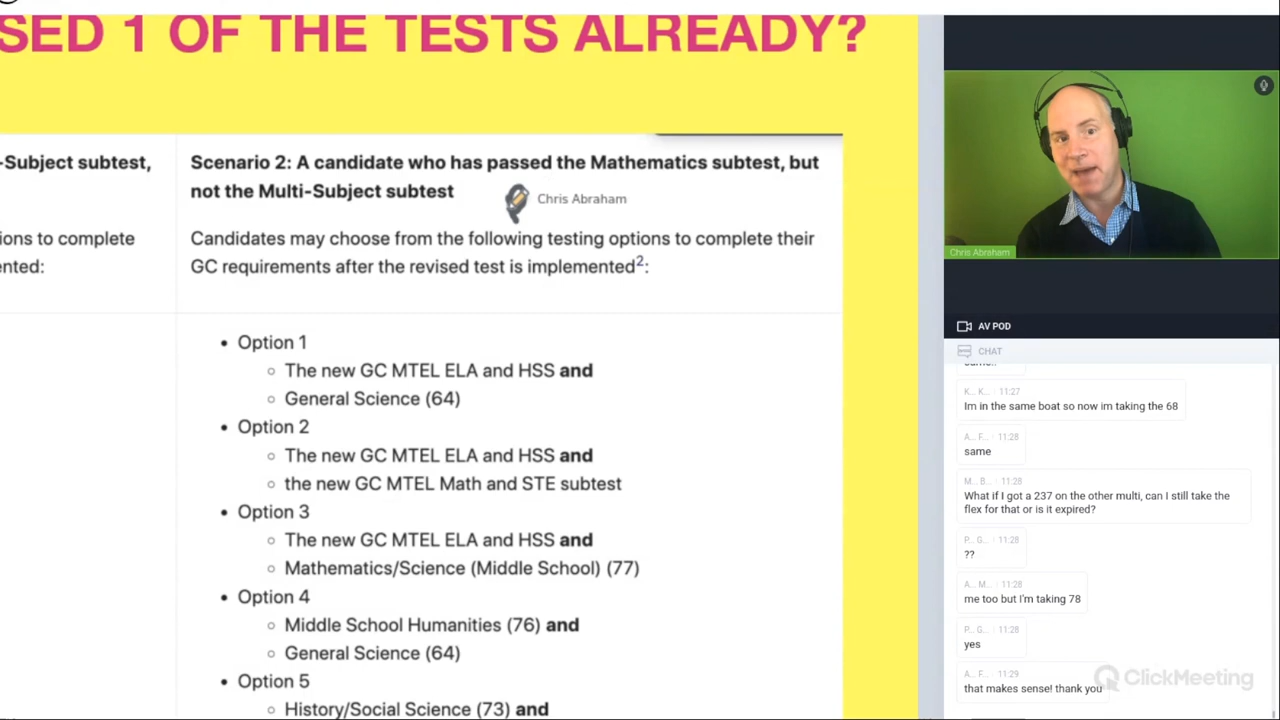 SED 1 OF THE TESTS ALREADY?
-Subject subtest,
ions to complete
ented:
Scenario 2: A candidate who has passed the Mathematics subtest, but
not the Multi-Subject subtest
Chris Abraham
Candidates may choose from the following testing options to complete their
GC requirements after the revised test is implemented2:
• Option 1
The new GC MTEL ELA and HSS and
General Science (64)
• Option 2
The new GC MTEL ELA and HSS and
the new GC MTEL Math and STE subtest
• Option 3
The new GC MTEL ELA and HSS and
Mathematics/Science (Middle School) (77)
• Option 4
Middle School Humanities (76) and
General Science (64)
• Option 5
History/Social Science (73) and
Chris Abraham
AV POD
CHAT
K... K... 11:27
Im in the same boat so now im taking the 68
A... F... 11:28
same
M... B... 11:28
What if I got a 237 on the other multi, can I still take the
flex for that or is it expired?
P... G... 11:28
??
A... M... 11:28
me too but I'm taking 78
P... G... 11:28
yes
A... F... 11:29
that makes sense! thank you
ClickMeeting